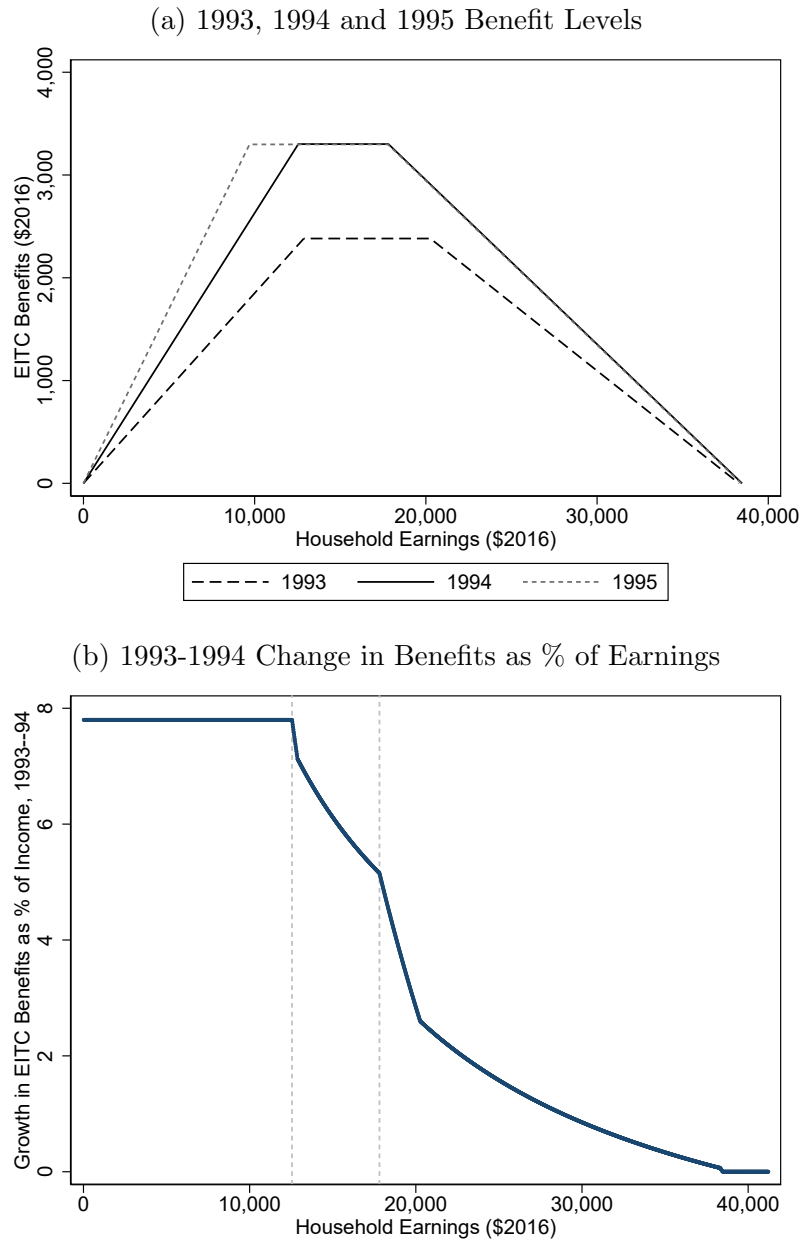 (a) 1993, 1994 and 1995 Benefit Levels
EITC Benefits ($2016)
4,000
3,000
2,000
1,000
0
0 10,000 20,000 30,000 40,000
Household Earnings ($2016)
1993 1994 1995
(b) 1993-1994 Change in Benefits as % of Earnings
Growth in EITC Benefits as % of Income, 1993--94
8
6
4
2
0
0 10,000 20,000 30,000 40,000
Household Earnings ($2016)